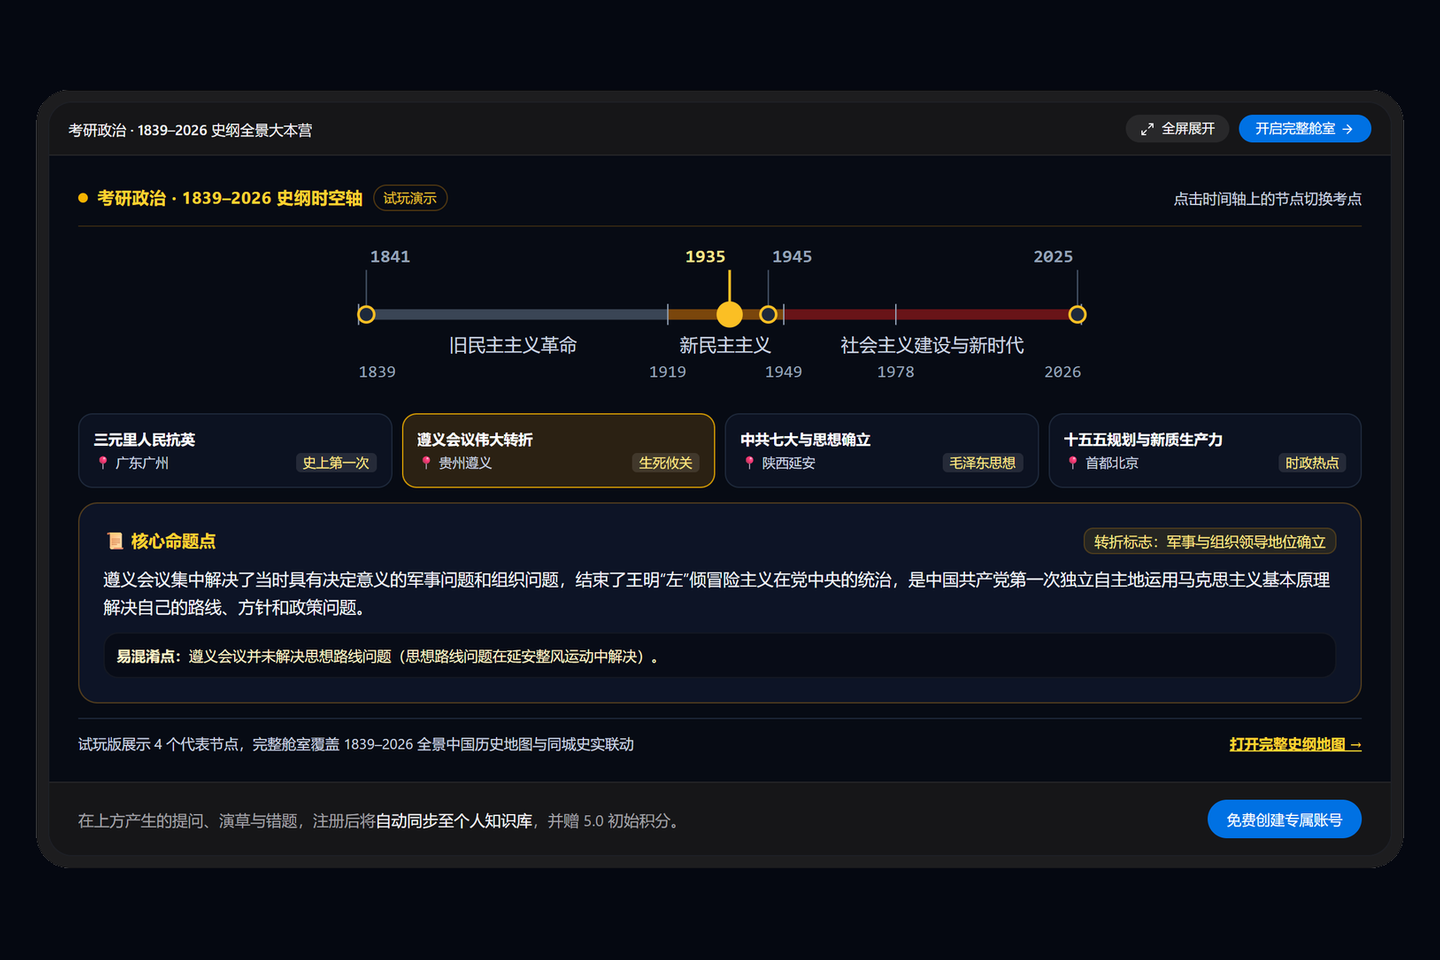 考研政治 · 1839–2026 史纲全景大本营
全屏展开
开启完整舱室 →
考研政治 · 1839–2026 史纲时空轴
试玩演示
点击时间轴上的节点切换考点
1841
1935
1945
2025
旧民主主义革命
新民主主义
社会主义建设与新时代
1839
1919
1949
1978
2026
三元里人民抗英
📍 广东广州
史上第一次
遵义会议伟大转折
📍 贵州遵义
生死攸关
中共七大与思想确立
📍 陕西延安
毛泽东思想
十五五规划与新质生产力
📍 首都北京
时政热点
📜 核心命题点
转折标志：军事与组织领导地位确立
遵义会议集中解决了当时具有决定意义的军事问题和组织问题，结束了王明“左”倾冒险主义在党中央的统治，是中国共产党第一次独立自主地运用马克思主义基本原理
解决自己的路线、方针和政策问题。
易混淆点：遵义会议并未解决思想路线问题（思想路线问题在延安整风运动中解决）。
试玩版展示 4 个代表节点，完整舱室覆盖 1839–2026 全景中国历史地图与同城史实联动
打开完整史纲地图 →
在上方产生的提问、演草与错题，注册后将自动同步至个人知识库，并赠 5.0 初始积分。
免费创建专属账号